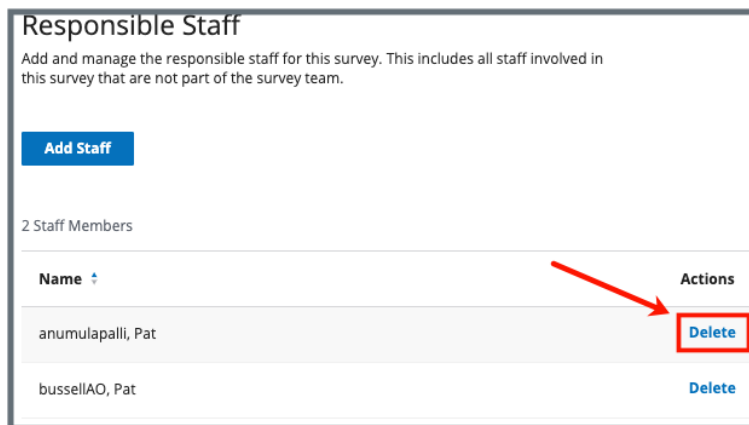 Responsible Staff
Add and manage the responsible staff for this survey. This includes all staff involved in
this survey that are not part of the survey team.
Add Staff
2 Staff Members
Name Actions
anumulapalli, Pat Delete
bussellAO, Pat Delete